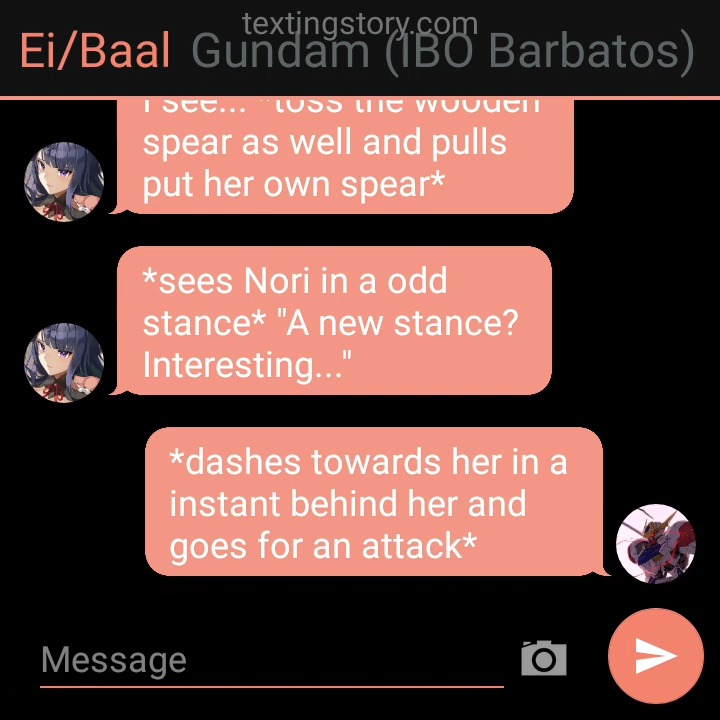 textingstory.com
Ei/Baal Gundam (IBO Barbatos)
I see... *toss the wooden
spear as well and pulls
put her own spear*
*sees Nori in a odd
stance* "A new stance?
Interesting..."
*dashes towards her in a
instant behind her and
goes for an attack*
Message